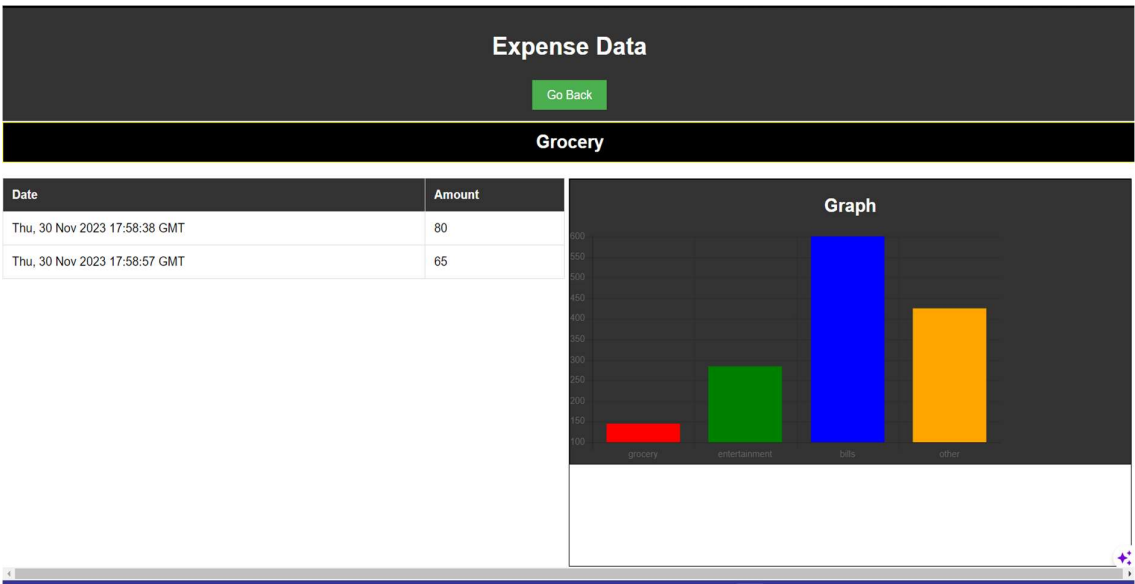 Expense Data
Go Back
Grocery
Date Amount
Thu, 30 Nov 2023 17:58:38 GMT 80
Thu, 30 Nov 2023 17:58:57 GMT 65
Graph
600
550
500
450
400
350
300
250
200
150
100
grocery entertainment bills other